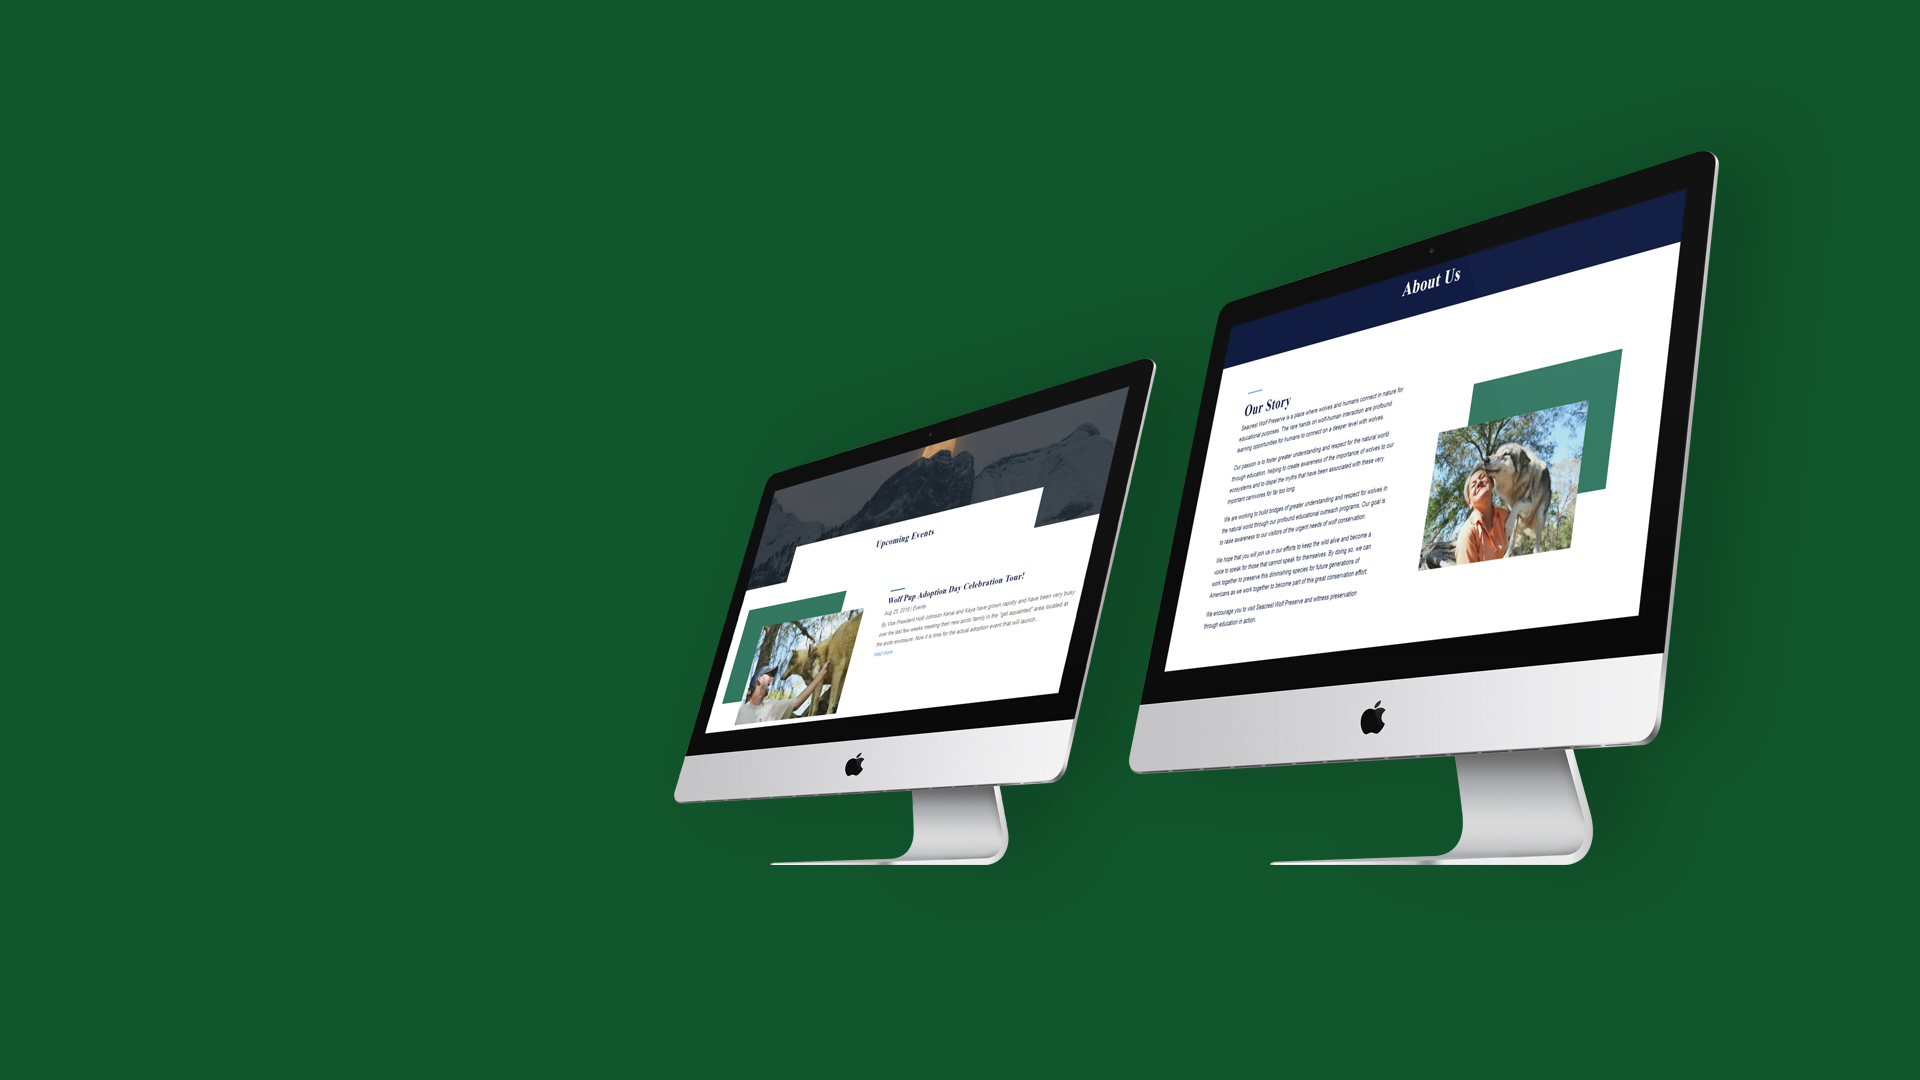 Upcoming Events
Wolf Pup Adoption Day Celebration Tour!
Aug 25, 2018 | Events
By Vice President Holli Johnson Kenai and Kaya have grown rapidly and have been very busy
over the last few weeks meeting their new arctic family in the "get aquainted" area located at
the arctic enclosure. Now it is time for the actual adoption event that will launch...
read more
About Us
Our Story
Seacrest Wolf Preserve is a place where wolves and humans connect in nature for
educational purposes. The rare hands on wolf-human interaction are profound
learning opportunities for humans to connect on a deeper level with wolves.
Our passion is to foster greater understanding and respect for the natural world
through education, helping to create awareness of the importance of wolves to our
ecosystems and to dispel the myths that have been associated with these very
important carnivores for far too long.
We are working to build bridges of greater understanding and respect for wolves in
the natural world through our profound educational outreach programs. Our goal is
to raise awareness to our visitors of the urgent needs of wolf conservation.
We hope that you will join us in our efforts to keep the wild alive and become a
voice to speak for those that cannot speak for themselves. By doing so, we can
work together to preserve this diminishing species for future generations of
Americans as we work together to become part of this great conservation effort.
We encourage you to visit Seacrest Wolf Preserve and witness preservation
through education in action.